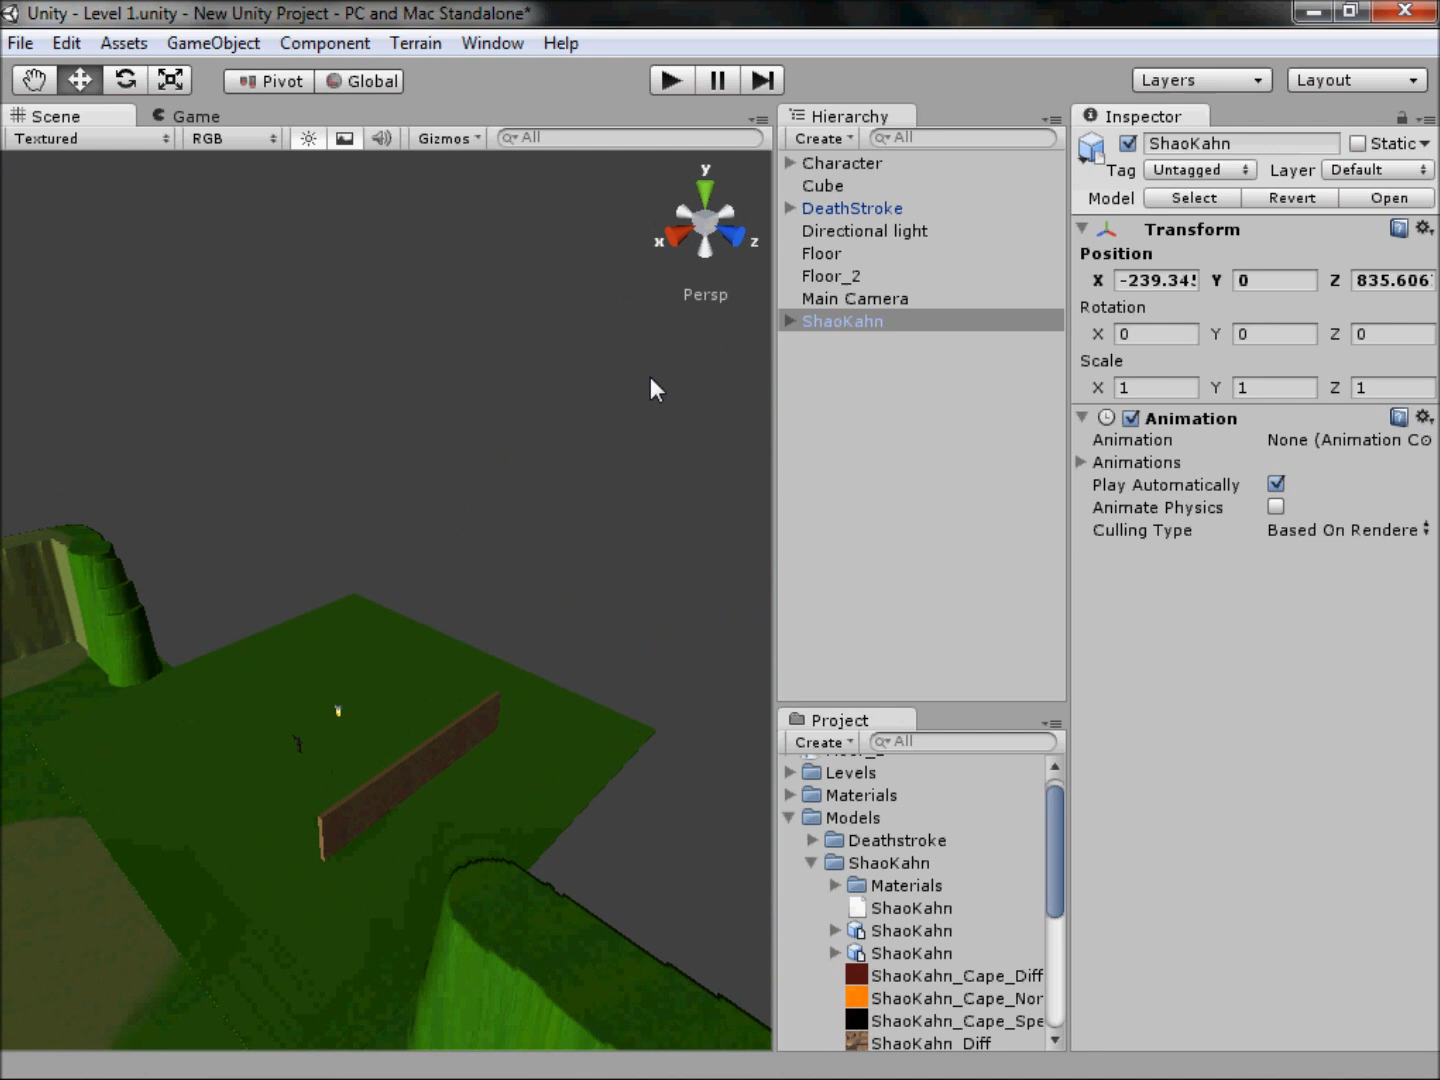 Unity - Level 1.unity - New Unity Project - PC and Mac Standalone*
File Edit Assets GameObject Component Terrain Window Help
Pivot Global Layers Layout
Scene Game
Textured RGB Gizmos All
y
x z
Persp
Hierarchy
Create All
Character
Cube
DeathStroke
Directional light
Floor
Floor_2
Main Camera
ShaoKahn
Project
Create All
Levels
Materials
Models
Deathstroke
ShaoKahn
Materials
ShaoKahn
ShaoKahn
ShaoKahn
ShaoKahn_Cape_Diff
ShaoKahn_Cape_Nor
ShaoKahn_Cape_Spe
ShaoKahn_Diff
Inspector
ShaoKahn Static
Tag Untagged Layer Default
Model Select Revert Open
Transform
Position
X -239.34 Y 0 Z 835.606
Rotation
X 0 Y 0 Z 0
Scale
X 1 Y 1 Z 1
Animation
Animation None (Animation C
Animations
Play Automatically
Animate Physics
Culling Type Based On Rendere